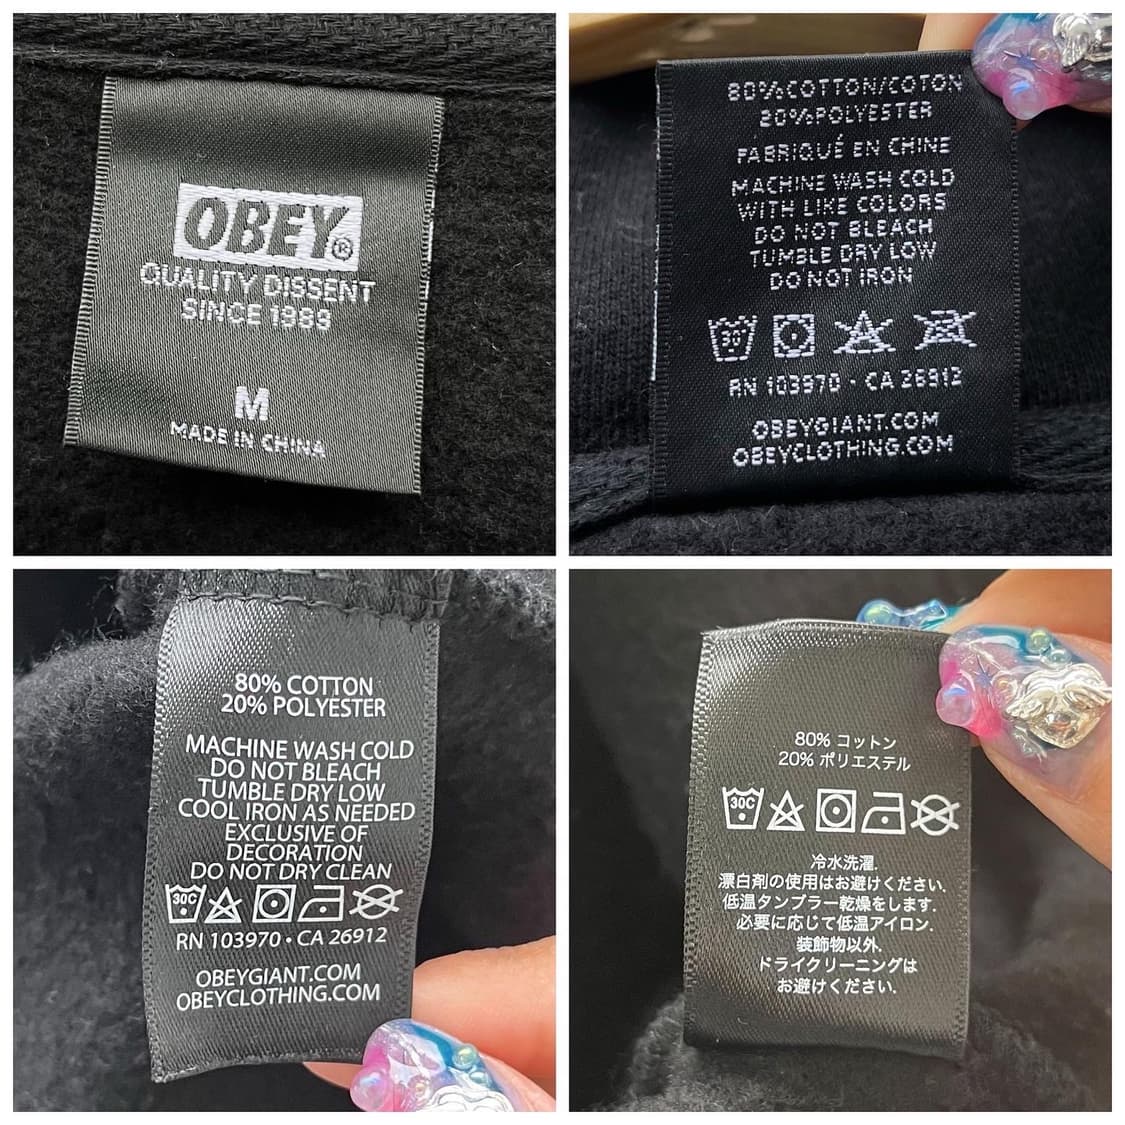 OBEY®
QUALITY DISSENT
SINCE 1989
M
MADE IN CHINA
80%COTTON/COTON
20%POLYESTER
FABRIQUÉ EN CHINE
MACHINE WASH COLD
WITH LIKE COLORS
DO NOT BLEACH
TUMBLE DRY LOW
DO NOT IRON
30°
RN 103970 · CA 26912
OBEYGIANT.COM
OBEYCLOTHING.COM
80% COTTON
20% POLYESTER
MACHINE WASH COLD
DO NOT BLEACH
TUMBLE DRY LOW
COOL IRON AS NEEDED
EXCLUSIVE OF
DECORATION
DO NOT DRY CLEAN
30C
RN 103970 • CA 26912
OBEYGIANT.COM
OBEYCLOTHING.COM
80% コットン
20% ポリエステル
30C
冷水洗濯.
漂白剤の使用はお避けください.
低温タンブラー乾燥をします.
必要に応じて低温アイロン.
装飾物以外.
ドライクリーニングは
お避けください.